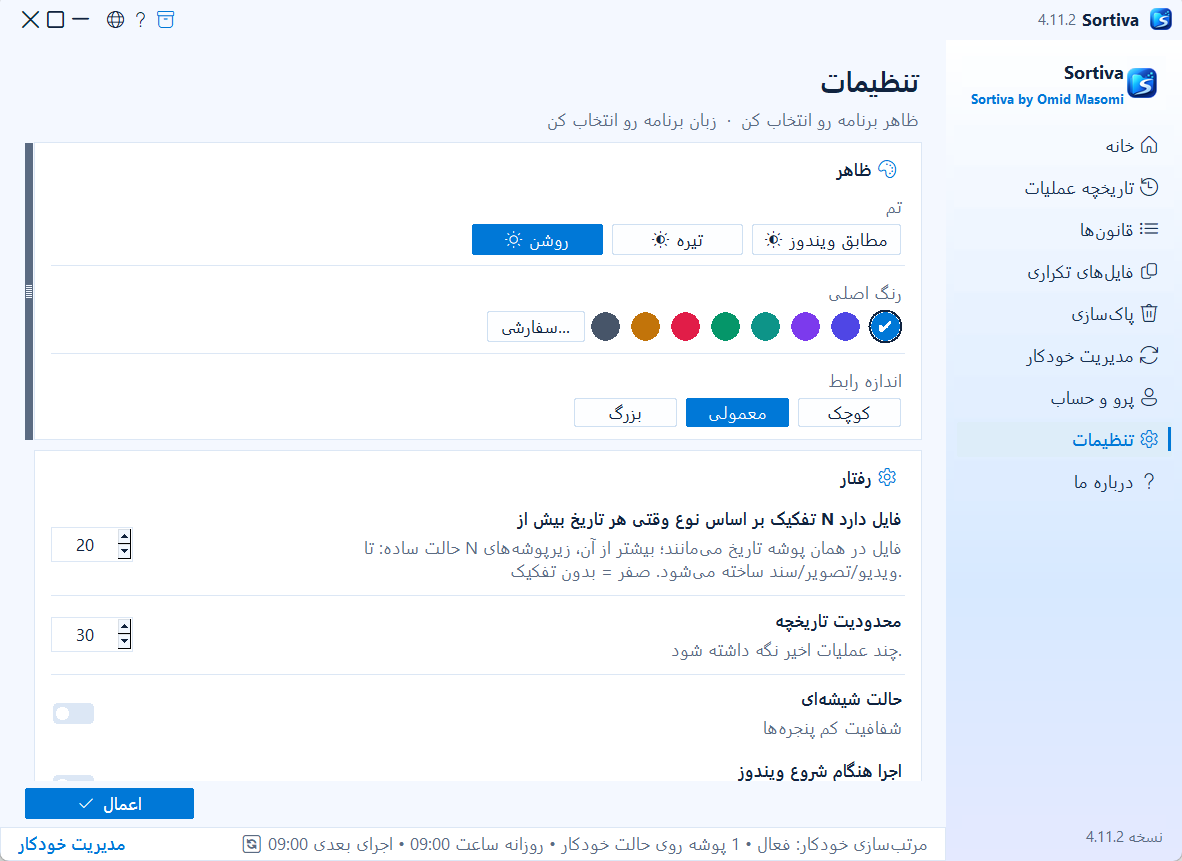 Sortiva 4.11.2
?
Sortiva
Sortiva by Omid Masomi
خانه
تاریخچه عملیات
قانون‌ها
فایل‌های تکراری
پاک‌سازی
مدیریت خودکار
پرو و حساب
تنظیمات
درباره ما
نسخه 4.11.2
تنظیمات
ظاهر برنامه رو انتخاب کن · زبان برنامه رو انتخاب کن
ظاهر
تم
مطابق ویندوز
تیره
روشن
رنگ اصلی
سفارشی...
اندازه رابط
کوچک
معمولی
بزرگ
رفتار
فایل دارد N تفکیک بر اساس نوع وقتی هر تاریخ بیش از
فایل در همان پوشه تاریخ می‌مانند؛ بیشتر از آن، زیرپوشه‌های N حالت ساده: تا
.ویدیو/تصویر/سند ساخته می‌شود. صفر = بدون تفکیک
20
محدودیت تاریخچه
.چند عملیات اخیر نگه داشته شود
30
حالت شیشه‌ای
شفافیت کم پنجره‌ها
اجرا هنگام شروع ویندوز
اعمال
مرتب‌سازی خودکار: فعال • 1 پوشه روی حالت خودکار • روزانه ساعت 09:00 • اجرای بعدی 09:00
مدیریت خودکار